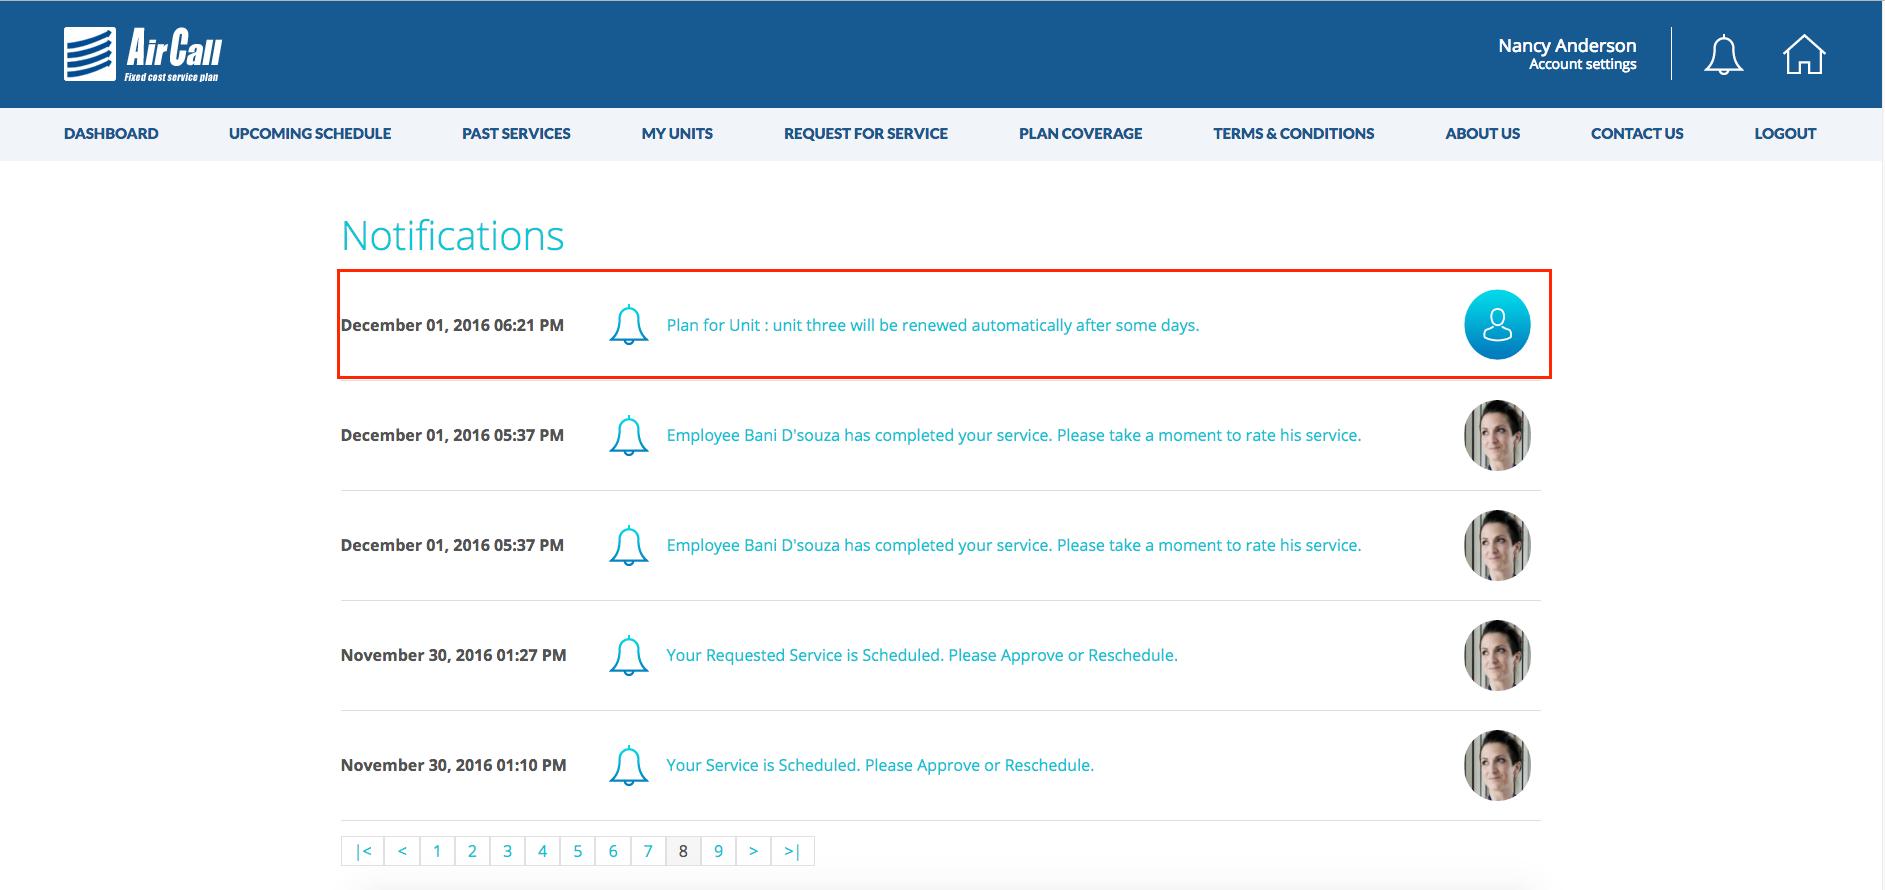 AirCall
Fixed cost service plan
Nancy Anderson
Account settings
DASHBOARD UPCOMING SCHEDULE PAST SERVICES MY UNITS REQUEST FOR SERVICE PLAN COVERAGE TERMS & CONDITIONS ABOUT US CONTACT US LOGOUT
Notifications
December 01, 2016 06:21 PM Plan for Unit : unit three will be renewed automatically after some days.
December 01, 2016 05:37 PM Employee Bani D'souza has completed your service. Please take a moment to rate his service.
December 01, 2016 05:37 PM Employee Bani D'souza has completed your service. Please take a moment to rate his service.
November 30, 2016 01:27 PM Your Requested Service is Scheduled. Please Approve or Reschedule.
November 30, 2016 01:10 PM Your Service is Scheduled. Please Approve or Reschedule.
|< < 1 2 3 4 5 6 7 8 9 > >|